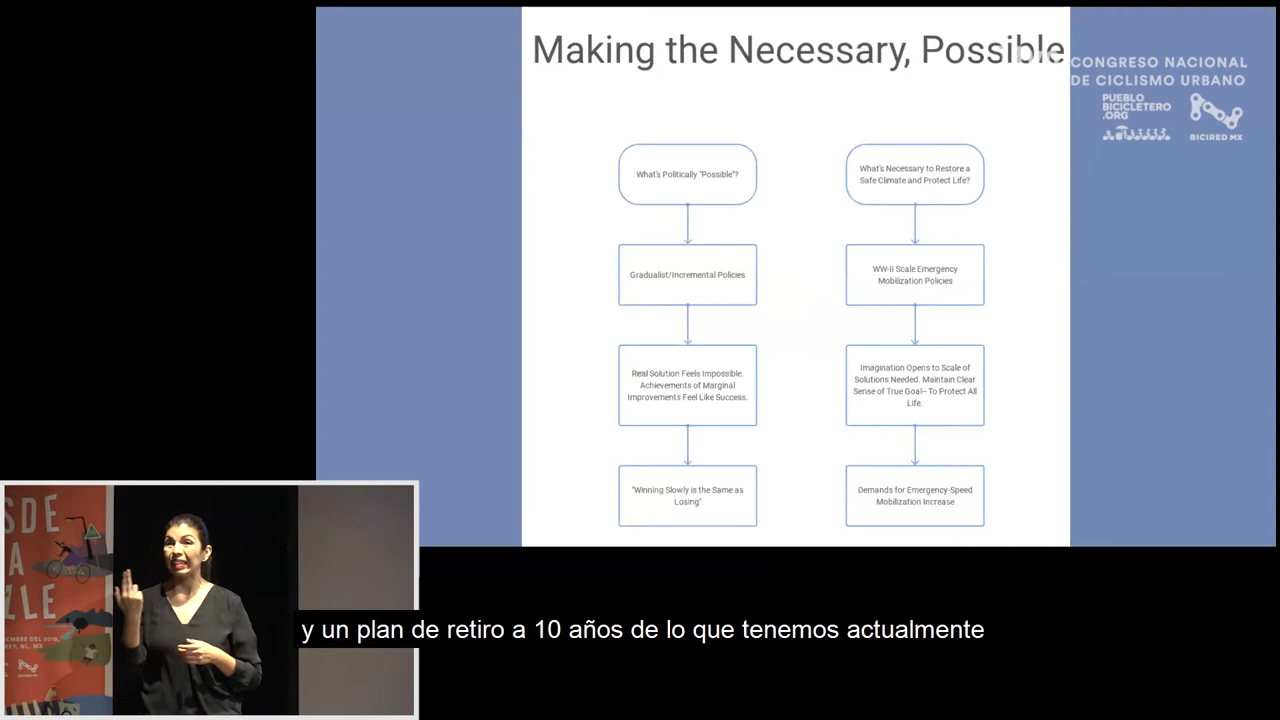 Making the Necessary, Possible
CONGRESO NACIONAL
DE CICLISMO URBANO
PUEBLO
BICICLETERO
.ORG
BICIRED MX
What's Politically "Possible"?
Gradualist/Incremental Policies
Real Solution Feels Impossible.
Achievements of Marginal
Improvements Feel Like Success.
"Winning Slowly is the Same as
Losing"
What's Necessary to Restore a
Safe Climate and Protect Life?
WW-II Scale Emergency
Mobilization Policies
Imagination Opens to Scale of
Solutions Needed. Maintain Clear
Sense of True Goal-- To Protect All
Life.
Demands for Emergency-Speed
Mobilization Increase
SDE
A
ZLE
y un plan de retiro a 10 años de lo que tenemos actualmente